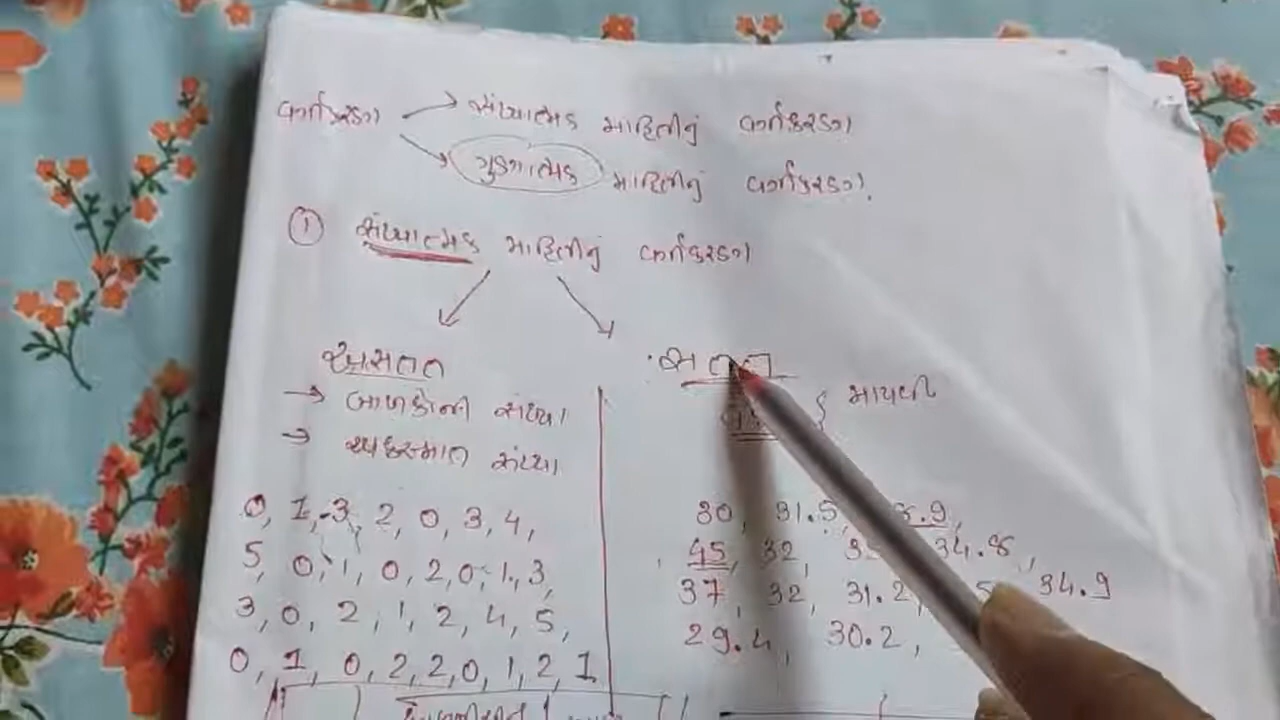 વર્ગીકરણ → સંખ્યાત્મક માહિતીનું વર્ગીકરણ
ગુણાત્મક માહિતીનું વર્ગીકરણ.
① સંખ્યાત્મક માહિતીનું વર્ગીકરણ
અસતત
→ બાળકોની સંખ્યા
→ અકસ્માત સંખ્યા
0, 1, 3, 2, 0, 3, 4,
5, 0, 1, 0, 2, 0, 1, 3,
3, 0, 2, 1, 2, 4, 5,
0, 1, 0, 2, 2, 0, 1, 2, 1
સતત
} માપથી
30, 31.5,
45, 32, 34.8,
37, 32, 31.2, 34.9
29.4, 30.2,